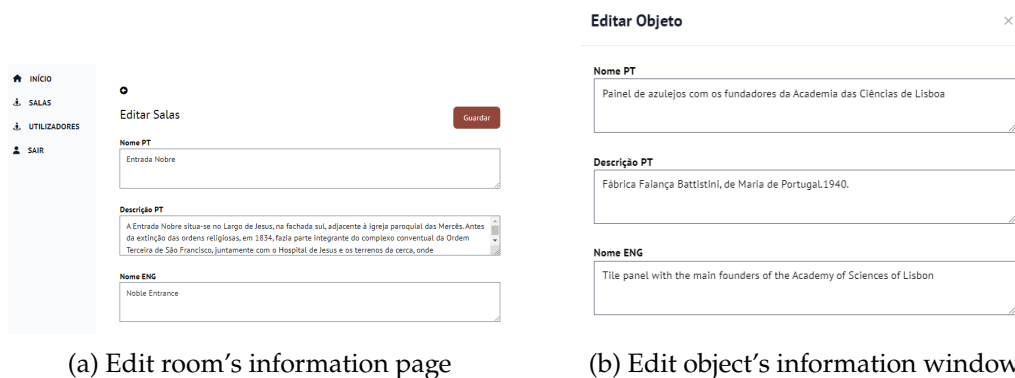 INÍCIO
SALAS
UTILIZADORES
SAIR
Editar Salas
Guardar
Nome PT
Entrada Nobre
Descrição PT
A Entrada Nobre situa-se no Largo de Jesus, na fachada sul, adjacente à igreja paroquial das Mercês. Antes
da extinção das ordens religiosas, em 1834, fazia parte integrante do complexo conventual da Ordem
Terceira de São Francisco, juntamente com o Hospital de Jesus e os terrenos da cerca, onde
Nome ENG
Noble Entrance
(a) Edit room's information page
Editar Objeto
×
Nome PT
Painel de azulejos com os fundadores da Academia das Ciências de Lisboa
Descrição PT
Fábrica Faiança Battistini, de Maria de Portugal.1940.
Nome ENG
Tile panel with the main founders of the Academy of Sciences of Lisbon
(b) Edit object's information window